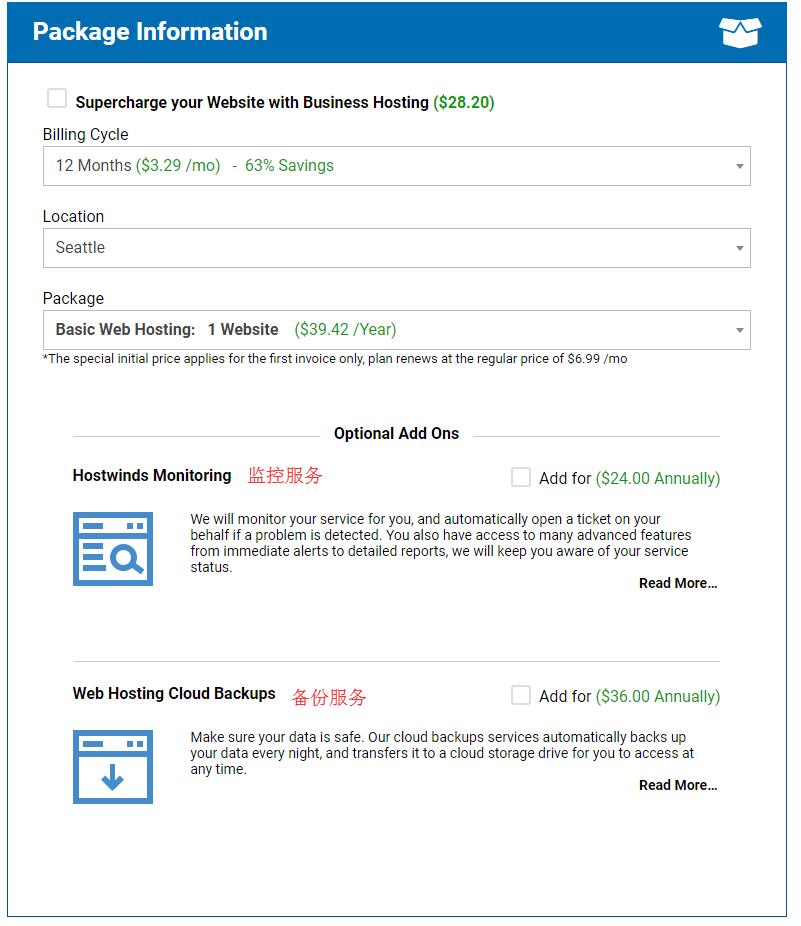 Package Information
Supercharge your Website with Business Hosting ($28.20)
Billing Cycle
12 Months ($3.29 /mo) - 63% Savings
Location
Seattle
Package
Basic Web Hosting: 1 Website ($39.42 /Year)
*The special initial price applies for the first invoice only, plan renews at the regular price of $6.99 /mo
Optional Add Ons
Hostwinds Monitoring 监控服务 Add for ($24.00 Annually)
We will monitor your service for you, and automatically open a ticket on your
behalf if a problem is detected. You also have access to many advanced features
from immediate alerts to detailed reports, we will keep you aware of your service
status.
Read More...
Web Hosting Cloud Backups 备份服务 Add for ($36.00 Annually)
Make sure your data is safe. Our cloud backups services automatically backs up
your data every night, and transfers it to a cloud storage drive for you to access at
any time.
Read More...